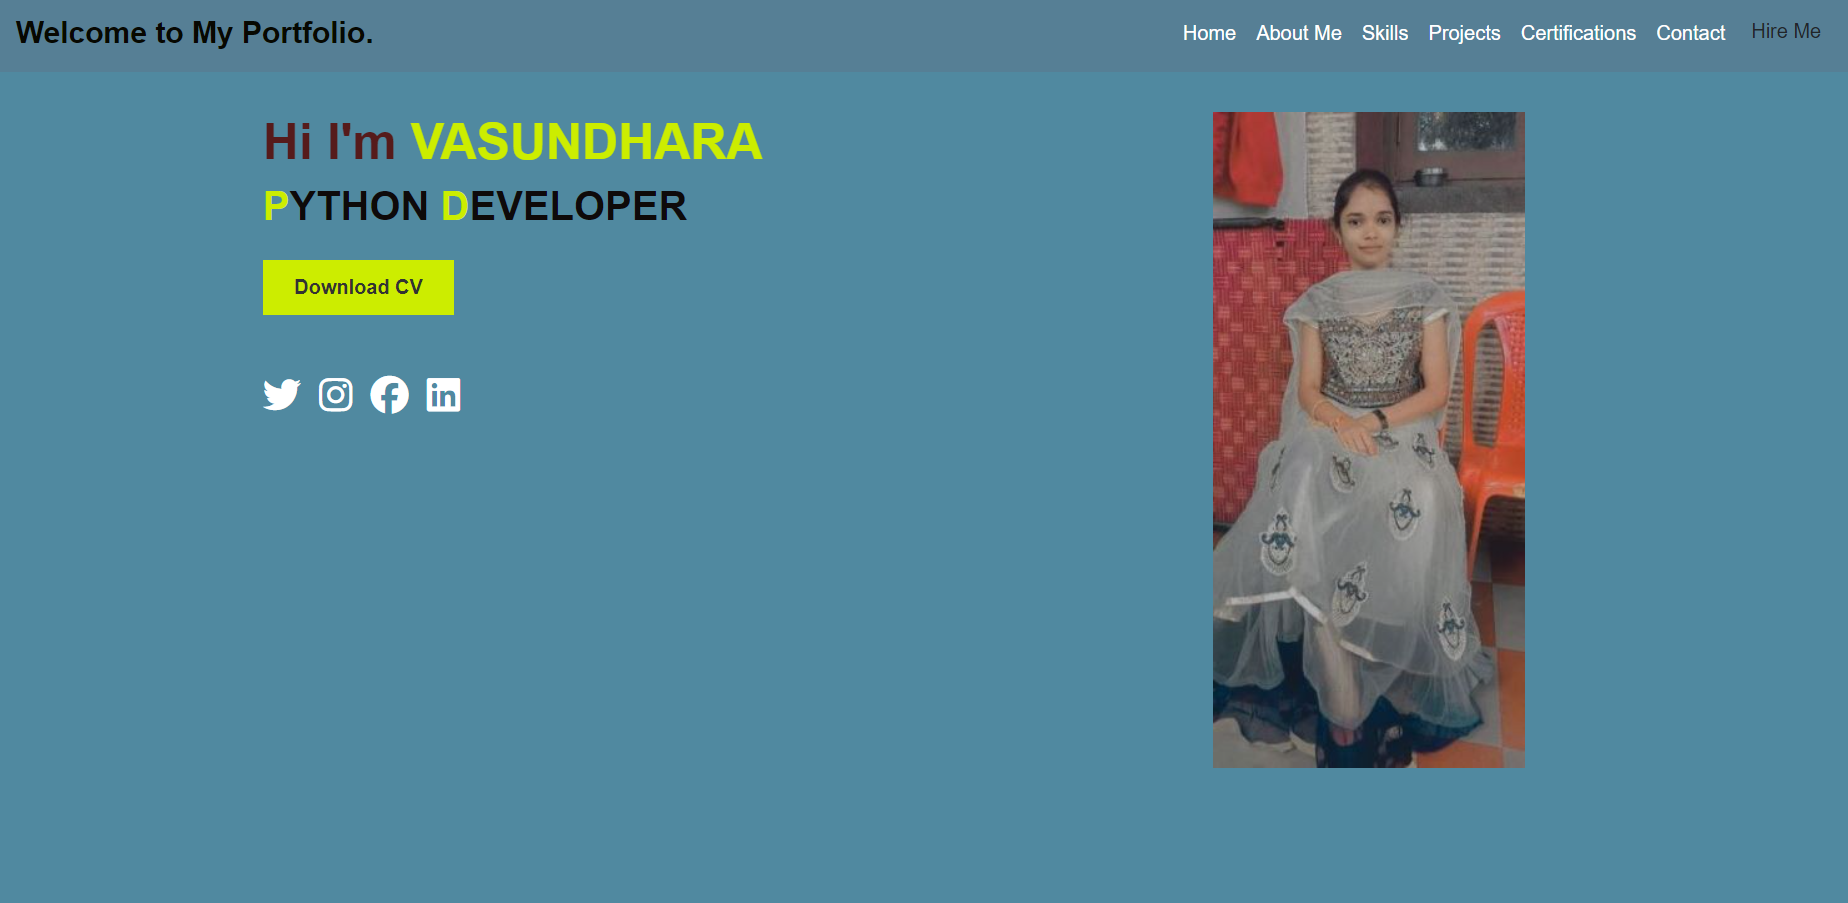 Welcome to My Portfolio.
Home About Me Skills Projects Certifications Contact Hire Me
Hi I'm VASUNDHARA
PYTHON DEVELOPER
Download CV